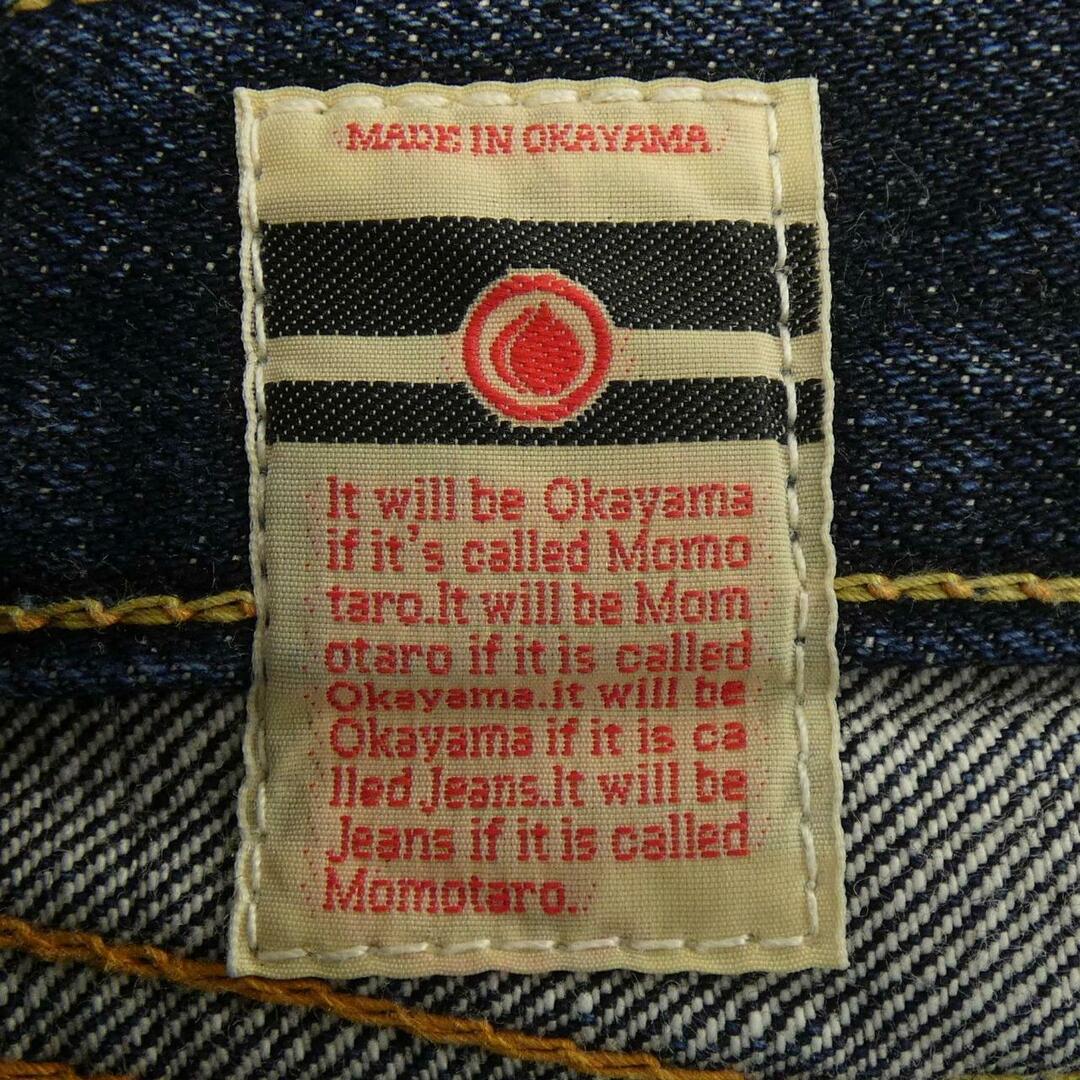 MADE IN OKAYAMA
It will be Okayama
if it's called Momo
taro.It will be Mom
otaro if it is called
Okayama.it will be
Okayama if it is ca
lled Jeans.It will be
Jeans if it is called
Momotaro.